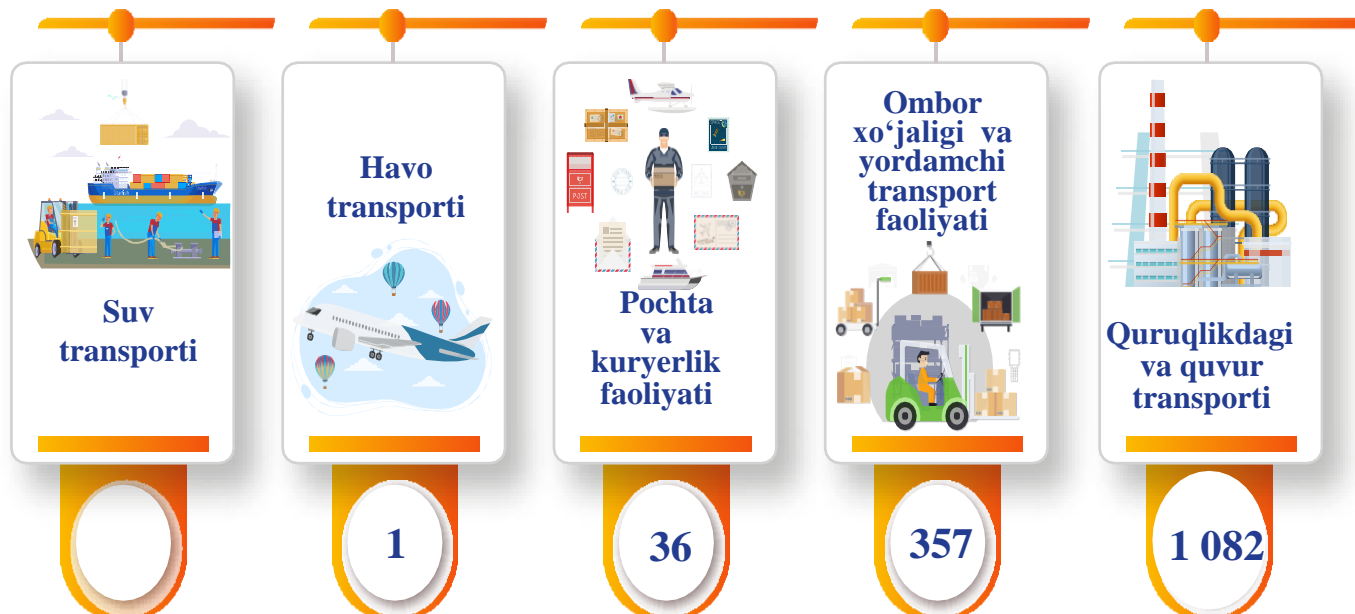 Suv
transporti
Havo
transporti
POST
Pochta
va
kuryerlik
faoliyati
Ombor
xo‘jaligi va
yordamchi
transport
faoliyati
Quruqlikdagi
va quvur
transporti
1
36
357
1 082